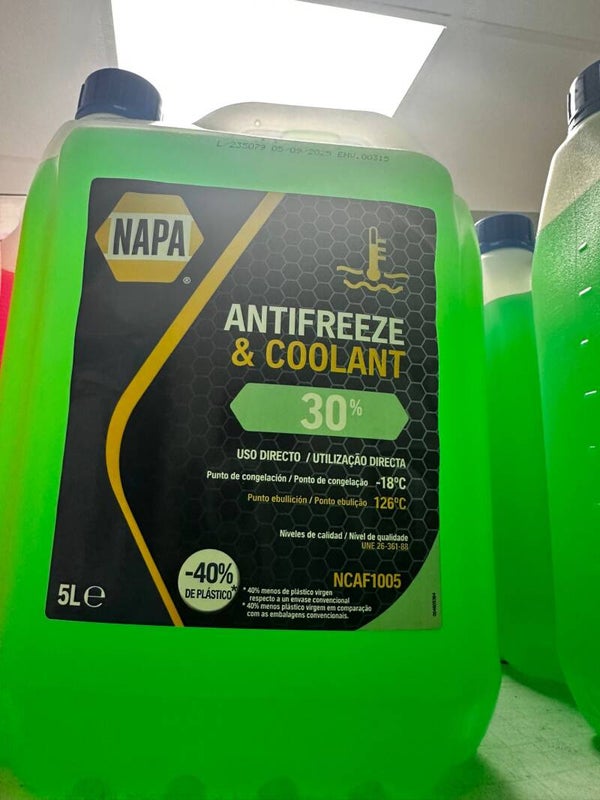 L/235079 05/09/2025 ENV.00315
NAPA
®
ANTIFREEZE
& COOLANT
30%
USO DIRECTO / UTILIZAÇÃO DIRECTA
Punto de congelación / Ponto de congelação -18ºC
Punto ebullición / Ponto ebulição 126ºC
Niveles de calidad / Nível de qualidade
UNE 26-361-88
NCAF1005
-40%
DE PLÁSTICO*
* 40% menos de plástico virgen
respecto a un envase convencional
* 40% menos plástico virgem em comparação
com as embalagens convencionais.
5L℮